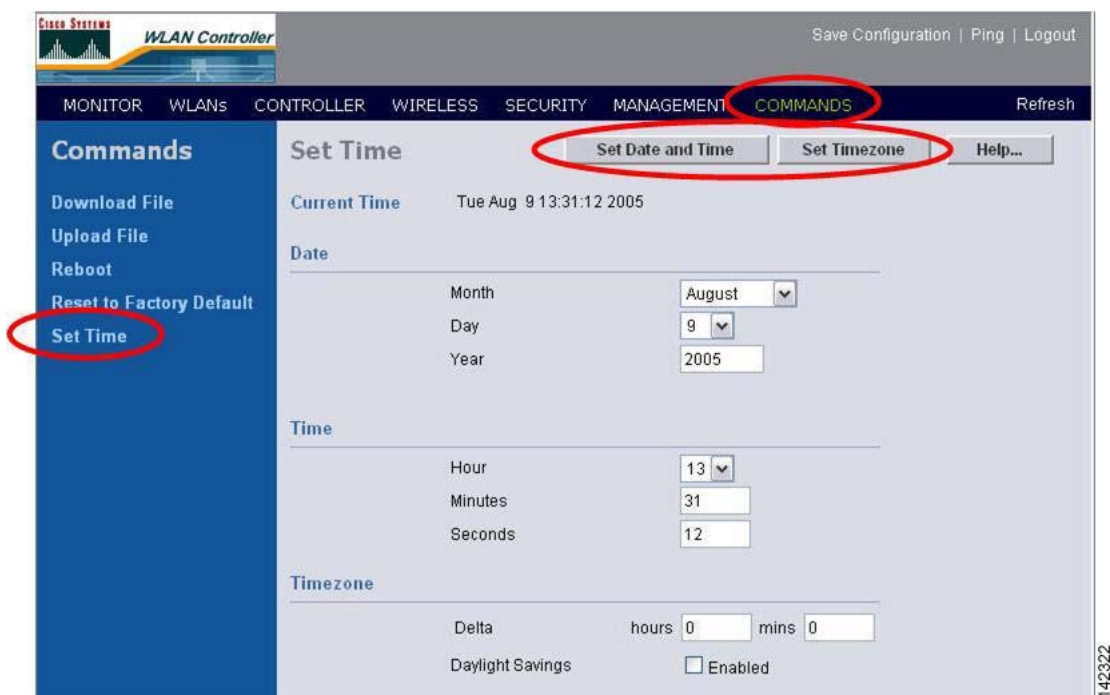 CISCO SYSTEMS
WLAN Controller
Save Configuration | Ping | Logout
MONITOR WLANs CONTROLLER WIRELESS SECURITY MANAGEMENT COMMANDS Refresh
Commands
Download File
Upload File
Reboot
Reset to Factory Default
Set Time
Set Time
Set Date and Time
Set Timezone
Help...
Current Time Tue Aug 9 13:31:12 2005
Date
Month August
Day 9
Year 2005
Time
Hour 13
Minutes 31
Seconds 12
Timezone
Delta hours 0 mins 0
Daylight Savings Enabled
142322